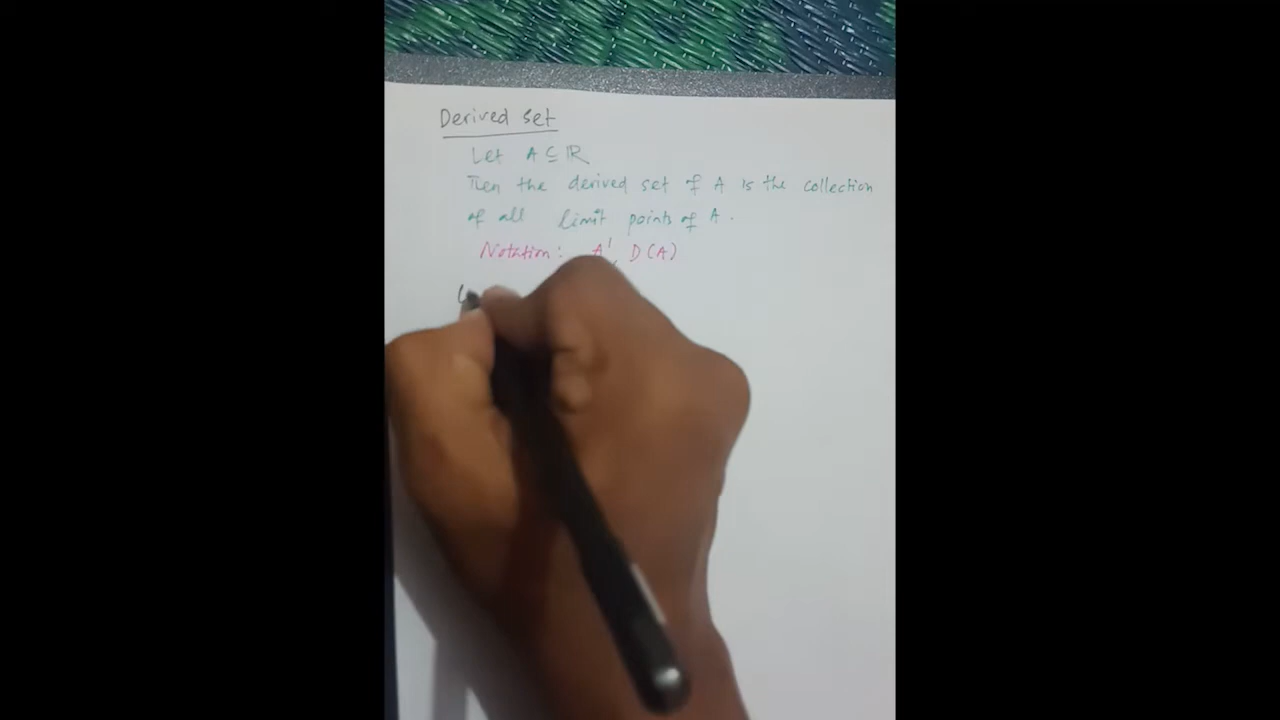 Derived set
Let A ⊆ ℝ
Then the derived set of A is the collection
of all limit points of A.
Notation: A', D(A)